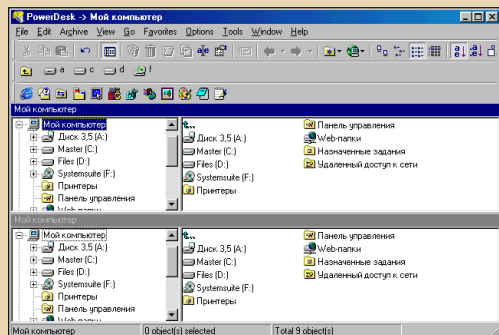 PowerDesk -> Мой компьютер
File Edit Archive View Go Favorites Options Tools Window Help
a c d f
Мой компьютер
Мой компьютер
Диск 3,5 (A:)
Master (C:)
Files (D:)
Systemsuite (F:)
Принтеры
Панель управления
Web-папки
Диск 3,5 (A:)
Master (C:)
Files (D:)
Systemsuite (F:)
Принтеры
Панель управления
Web-папки
Назначенные задания
Удаленный доступ к сети
Мой компьютер
Мой компьютер
Диск 3,5 (A:)
Master (C:)
Files (D:)
Systemsuite (F:)
Принтеры
Панель управления
Web-папки
Диск 3,5 (A:)
Master (C:)
Files (D:)
Systemsuite (F:)
Принтеры
Панель управления
Web-папки
Назначенные задания
Удаленный доступ к сети
Мой компьютер 0 object(s) selected Total 9 object(s)